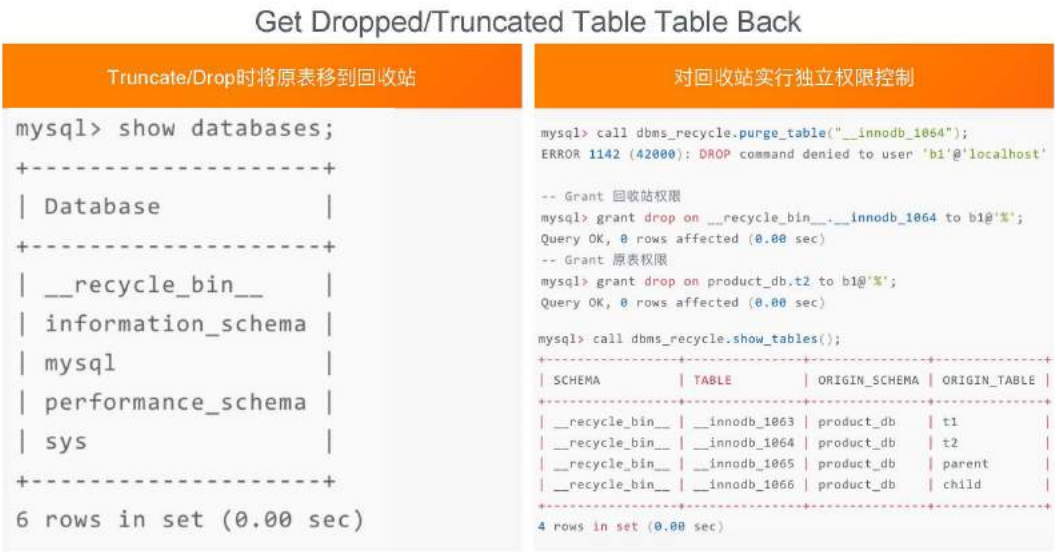 Get Dropped/Truncated Table Table Back
Truncate/Drop时将原表移到回收站
mysql> show databases;
+---------------------+
| Database |
+---------------------+
| __recycle_bin__ |
| information_schema |
| mysql |
| performance_schema |
| sys |
+---------------------+
6 rows in set (0.00 sec)
对回收站实行独立权限控制
mysql> call dbms_recycle.purge_table("__innodb_1064");
ERROR 1142 (42000): DROP command denied to user 'b1'@'localhost'
-- Grant 回收站权限
mysql> grant drop on __recycle_bin__.__innodb_1064 to b1@'%';
Query OK, 0 rows affected (0.00 sec)
-- Grant 原表权限
mysql> grant drop on product_db.t2 to b1@'%';
Query OK, 0 rows affected (0.00 sec)
mysql> call dbms_recycle.show_tables();
+-----------------+---------------+---------------+--------------+
| SCHEMA | TABLE | ORIGIN_SCHEMA | ORIGIN_TABLE |
+-----------------+---------------+---------------+--------------+
| __recycle_bin__ | __innodb_1063 | product_db | t1 |
| __recycle_bin__ | __innodb_1064 | product_db | t2 |
| __recycle_bin__ | __innodb_1065 | product_db | parent |
| __recycle_bin__ | __innodb_1066 | product_db | child |
+-----------------+---------------+---------------+--------------+
4 rows in set (0.00 sec)